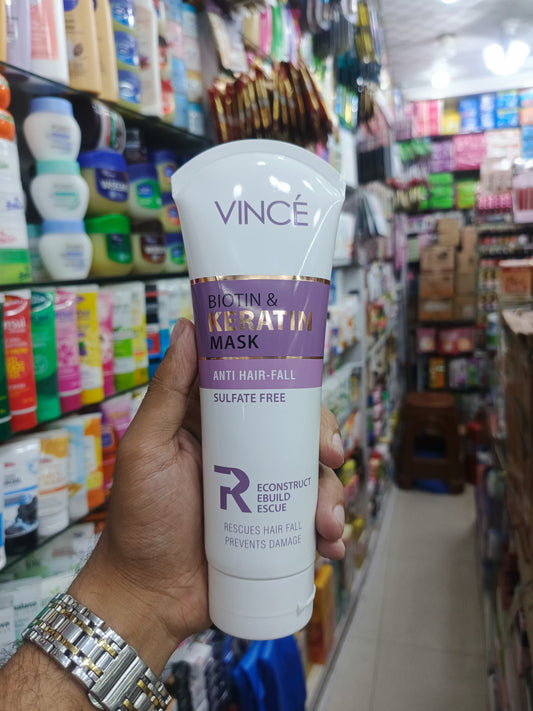 VINCÉ
BIOTIN &
KERATIN
MASK
ANTI HAIR-FALL
SULFATE FREE
R
ECONSTRUCT
EBUILD
ESCUE
RESCUES HAIR FALL
PREVENTS DAMAGE